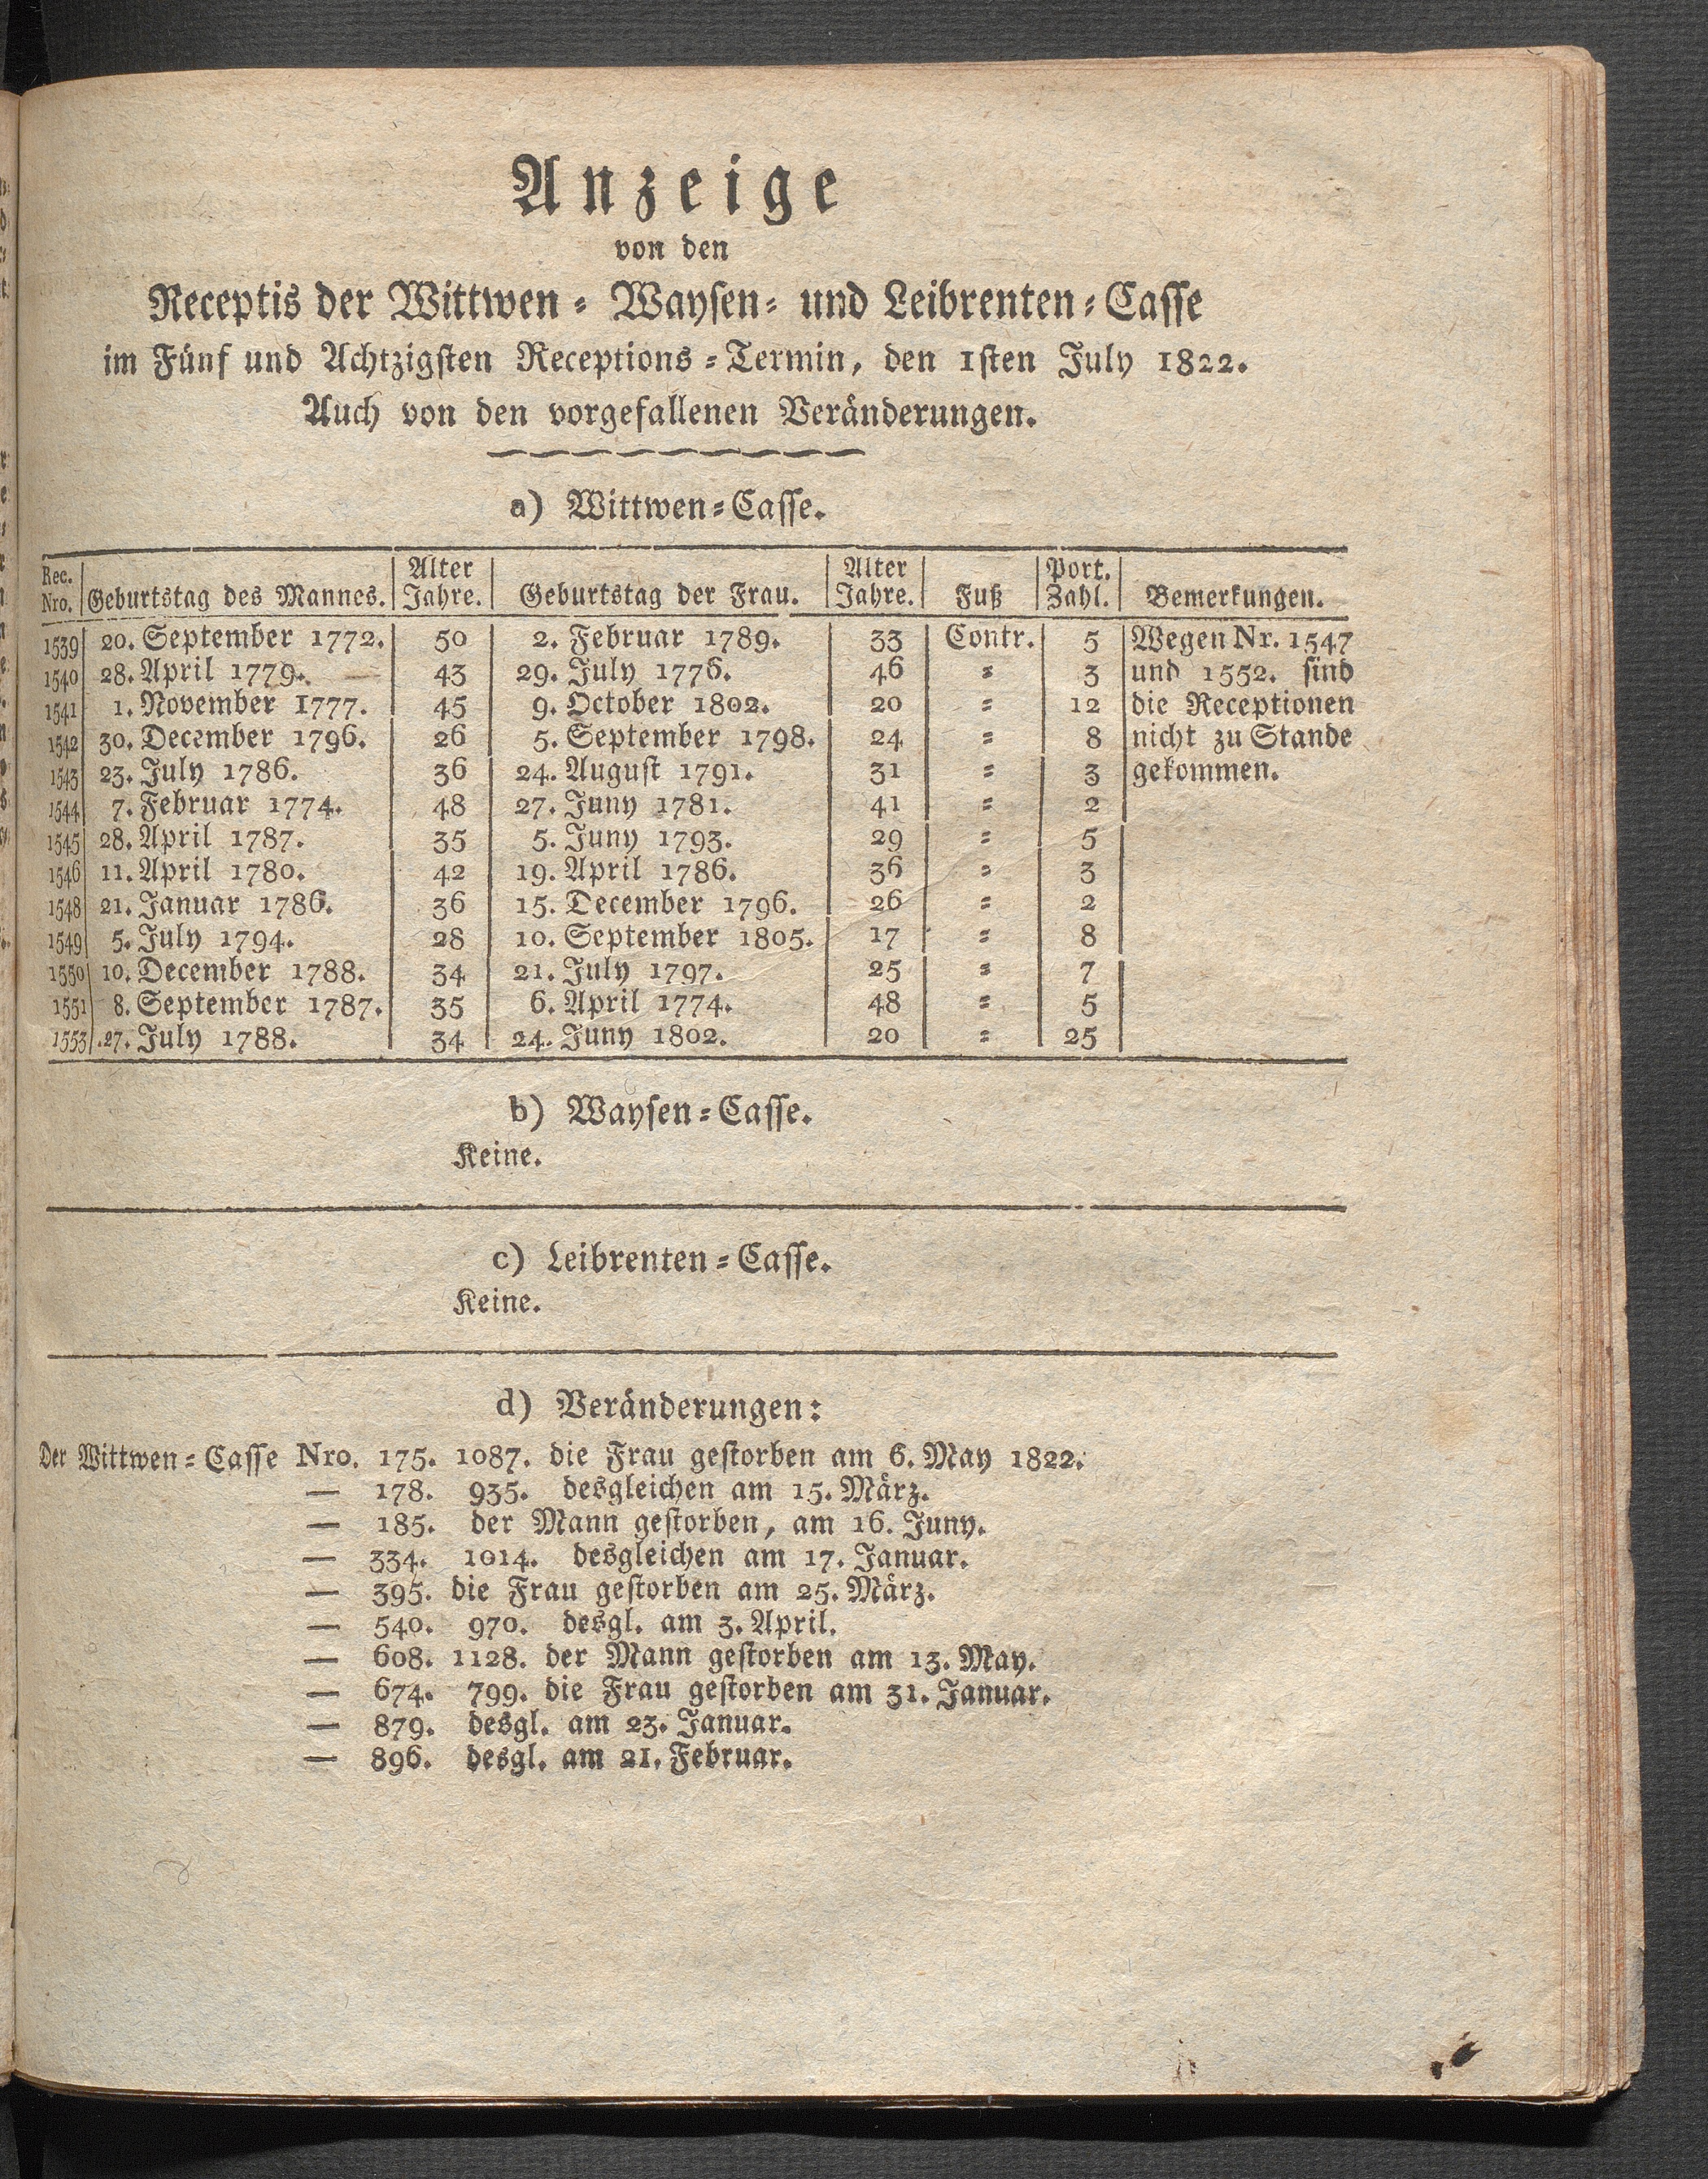 Anzeige
von den
Receptis der Wittwen- Waysen- und Leibrenten-Casse
im Fünf und Achtzigsten Receptions-Termin, den 1sten July 1822.
Auch von den vorgefallenen Veränderungen.
a) Wittwen-Casse.
Rec. Nro. Geburtstag des Mannes. Alter Jahre. Geburtstag der Frau. Alter Jahre. Fuß Port. Zahl. Bemerkungen.
1539 20. September 1772. 50 2. Februar 1789. 33 Contr. 5 Wegen Nr. 1547
1540 28. April 1779. 43 29. July 1776. 46 = 3 und 1552. sind
1541 1. November 1777. 45 9. October 1802. 20 = 12 die Receptionen
1542 30. December 1796. 26 5. September 1798. 24 = 8 nicht zu Stande
1543 23. July 1786. 36 24. August 1791. 31 = 3 gekommen.
1544 7. Februar 1774. 48 27. Juny 1781. 41 = 2
1545 28. April 1787. 35 5. Juny 1793. 29 = 5
1546 11. April 1780. 42 19. April 1786. 36 = 3
1548 21. Januar 1786. 36 15. December 1796. 26 = 2
1549 5. July 1794. 28 10. September 1805. 17 = 8
1550 10. December 1788. 34 21. July 1797. 25 = 7
1551 8. September 1787. 35 6. April 1774. 48 = 5
1553 27. July 1788. 34 24. Juny 1802. 20 = 25
b) Waysen-Casse.
Keine.
c) Leibrenten-Casse.
Keine.
d) Veränderungen:
Der Wittwen-Casse Nro. 175. 1087. die Frau gestorben am 6. May 1822.
— 178. 935. desgleichen am 15. März.
— 185. der Mann gestorben, am 16. Juny.
— 334. 1014. desgleichen am 17. Januar.
— 395. die Frau gestorben am 25. März.
— 540. 970. desgl. am 3. April.
— 608. 1128. der Mann gestorben am 13. May.
— 674. 799. die Frau gestorben am 31. Januar.
— 879. desgl. am 23. Januar.
— 896. desgl. am 21. Februar.